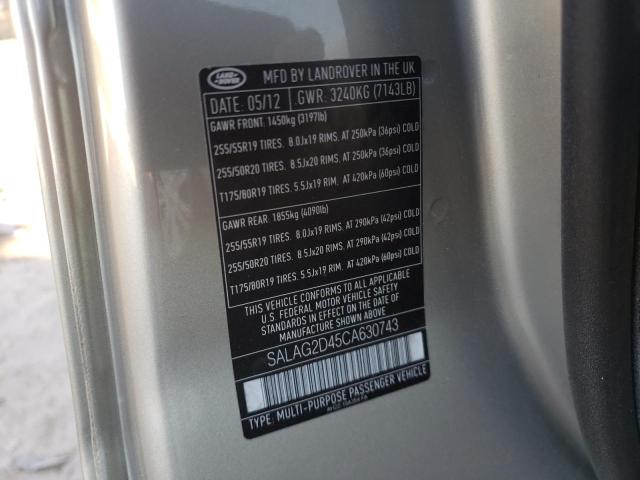 LAND ROVER
MFD BY LANDROVER IN THE UK
DATE: 05/12 GWR: 3240KG (7143LB)
GAWR FRONT: 1450kg (3197lb)
255/55R19 TIRES. 8.0Jx19 RIMS. AT 250kPa (36psi) COLD
255/50R20 TIRES. 8.5Jx20 RIMS. AT 250kPa (36psi) COLD
T175/80R19 TIRES. 5.5Jx19 RIM. AT 420kPa (60psi) COLD
GAWR REAR: 1855kg (4090lb)
255/55R19 TIRES. 8.0Jx19 RIMS. AT 290kPa (42psi) COLD
255/50R20 TIRES. 8.5Jx20 RIMS. AT 290kPa (42psi) COLD
T175/80R19 TIRES. 5.5Jx19 RIM. AT 420kPa (60psi) COLD
THIS VEHICLE CONFORMS TO ALL APPLICABLE
U.S. FEDERAL MOTOR VEHICLE SAFETY
STANDARDS IN EFFECT ON THE DATE OF
MANUFACTURE SHOWN ABOVE.
SALAG2D45CA630743
TYPE: MULTI-PURPOSE PASSENGER VEHICLE